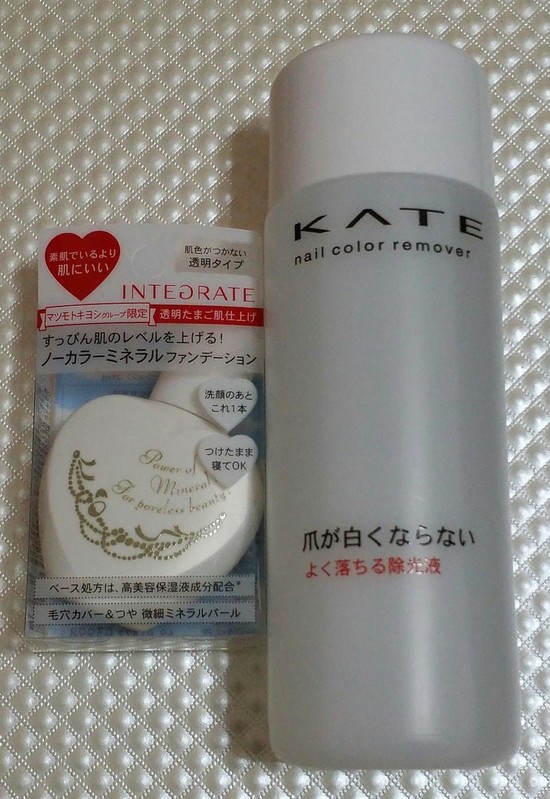 素肌でいるより
肌にいい
肌色がつかない
透明タイプ
INTEGRATE
マツモトキヨシグループ限定
透明たまご肌仕上げ
すっぴん肌のレベルを上げる!
ノーカラーミネラルファンデーション
洗顔のあと
これ1本
つけたまま
寝てOK
Power of
Mineral
For poreless beauty
ベース処方は、高美容保湿液成分配合*
毛穴カバー&つや 微細ミネラルパール
KATE
nail color remover
爪が白くならない
よく落ちる除光液